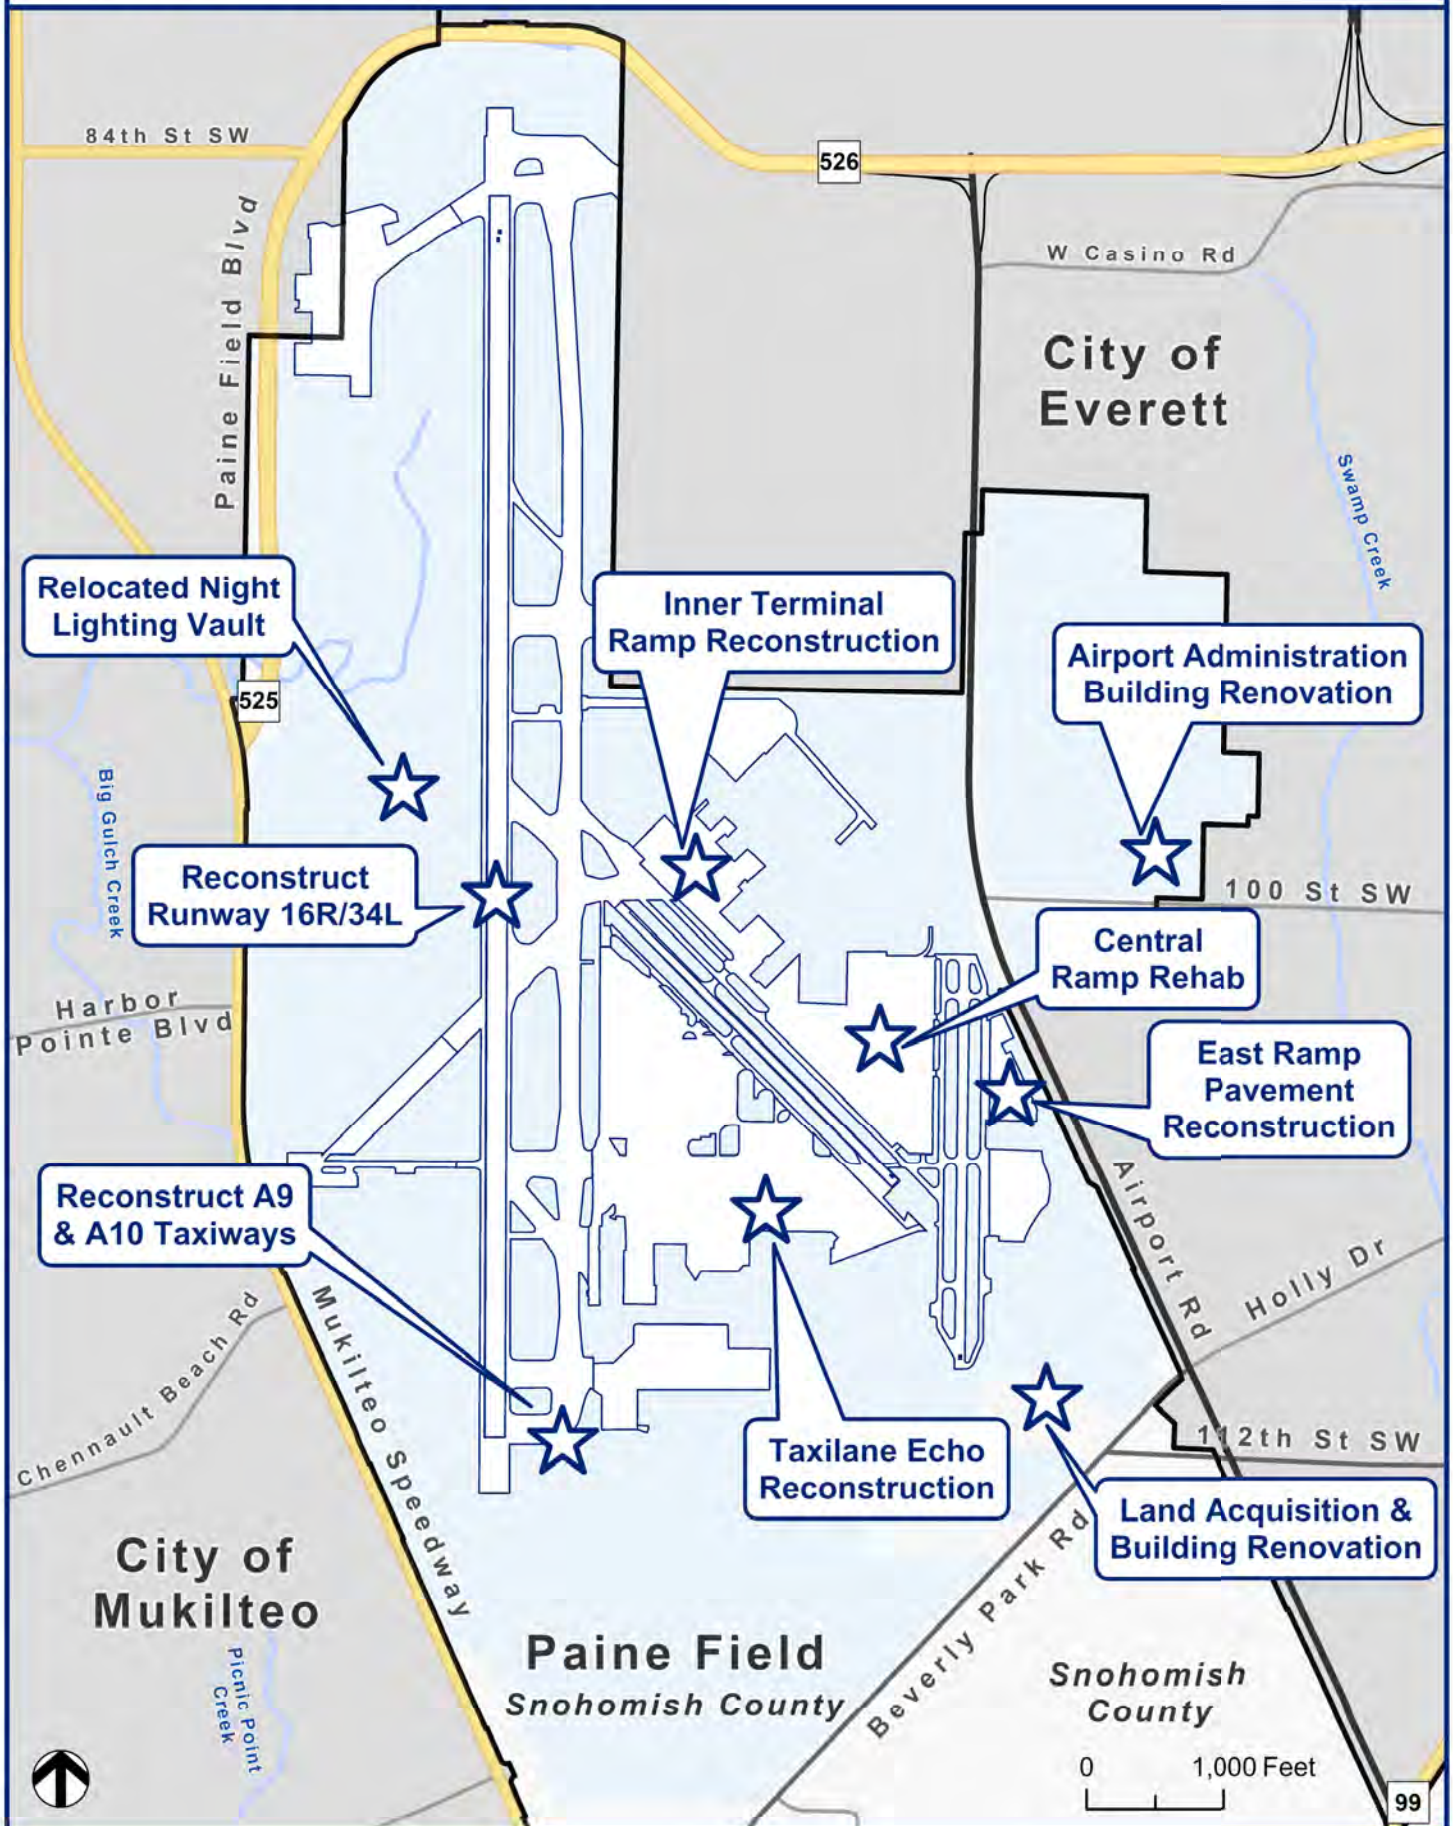 84th St SW
526
Paine Field Blvd
W Casino Rd
City of
Everett
Swamp Creek
Relocated Night
Lighting Vault
Inner Terminal
Ramp Reconstruction
Airport Administration
Building Renovation
525
Big Gulch Creek
Reconstruct
Runway 16R/34L
100 St SW
Central
Ramp Rehab
Harbor
Pointe Blvd
East Ramp
Pavement
Reconstruction
Reconstruct A9
& A10 Taxiways
Airport Rd
Holly Dr
Chennault Beach Rd
Mukilteo Speedway
112th St SW
Taxilane Echo
Reconstruction
Land Acquisition &
Building Renovation
City of
Mukilteo
Beverly Park Rd
Paine Field
Snohomish County
Snohomish
County
Picnic Point
Creek
0 1,000 Feet
99